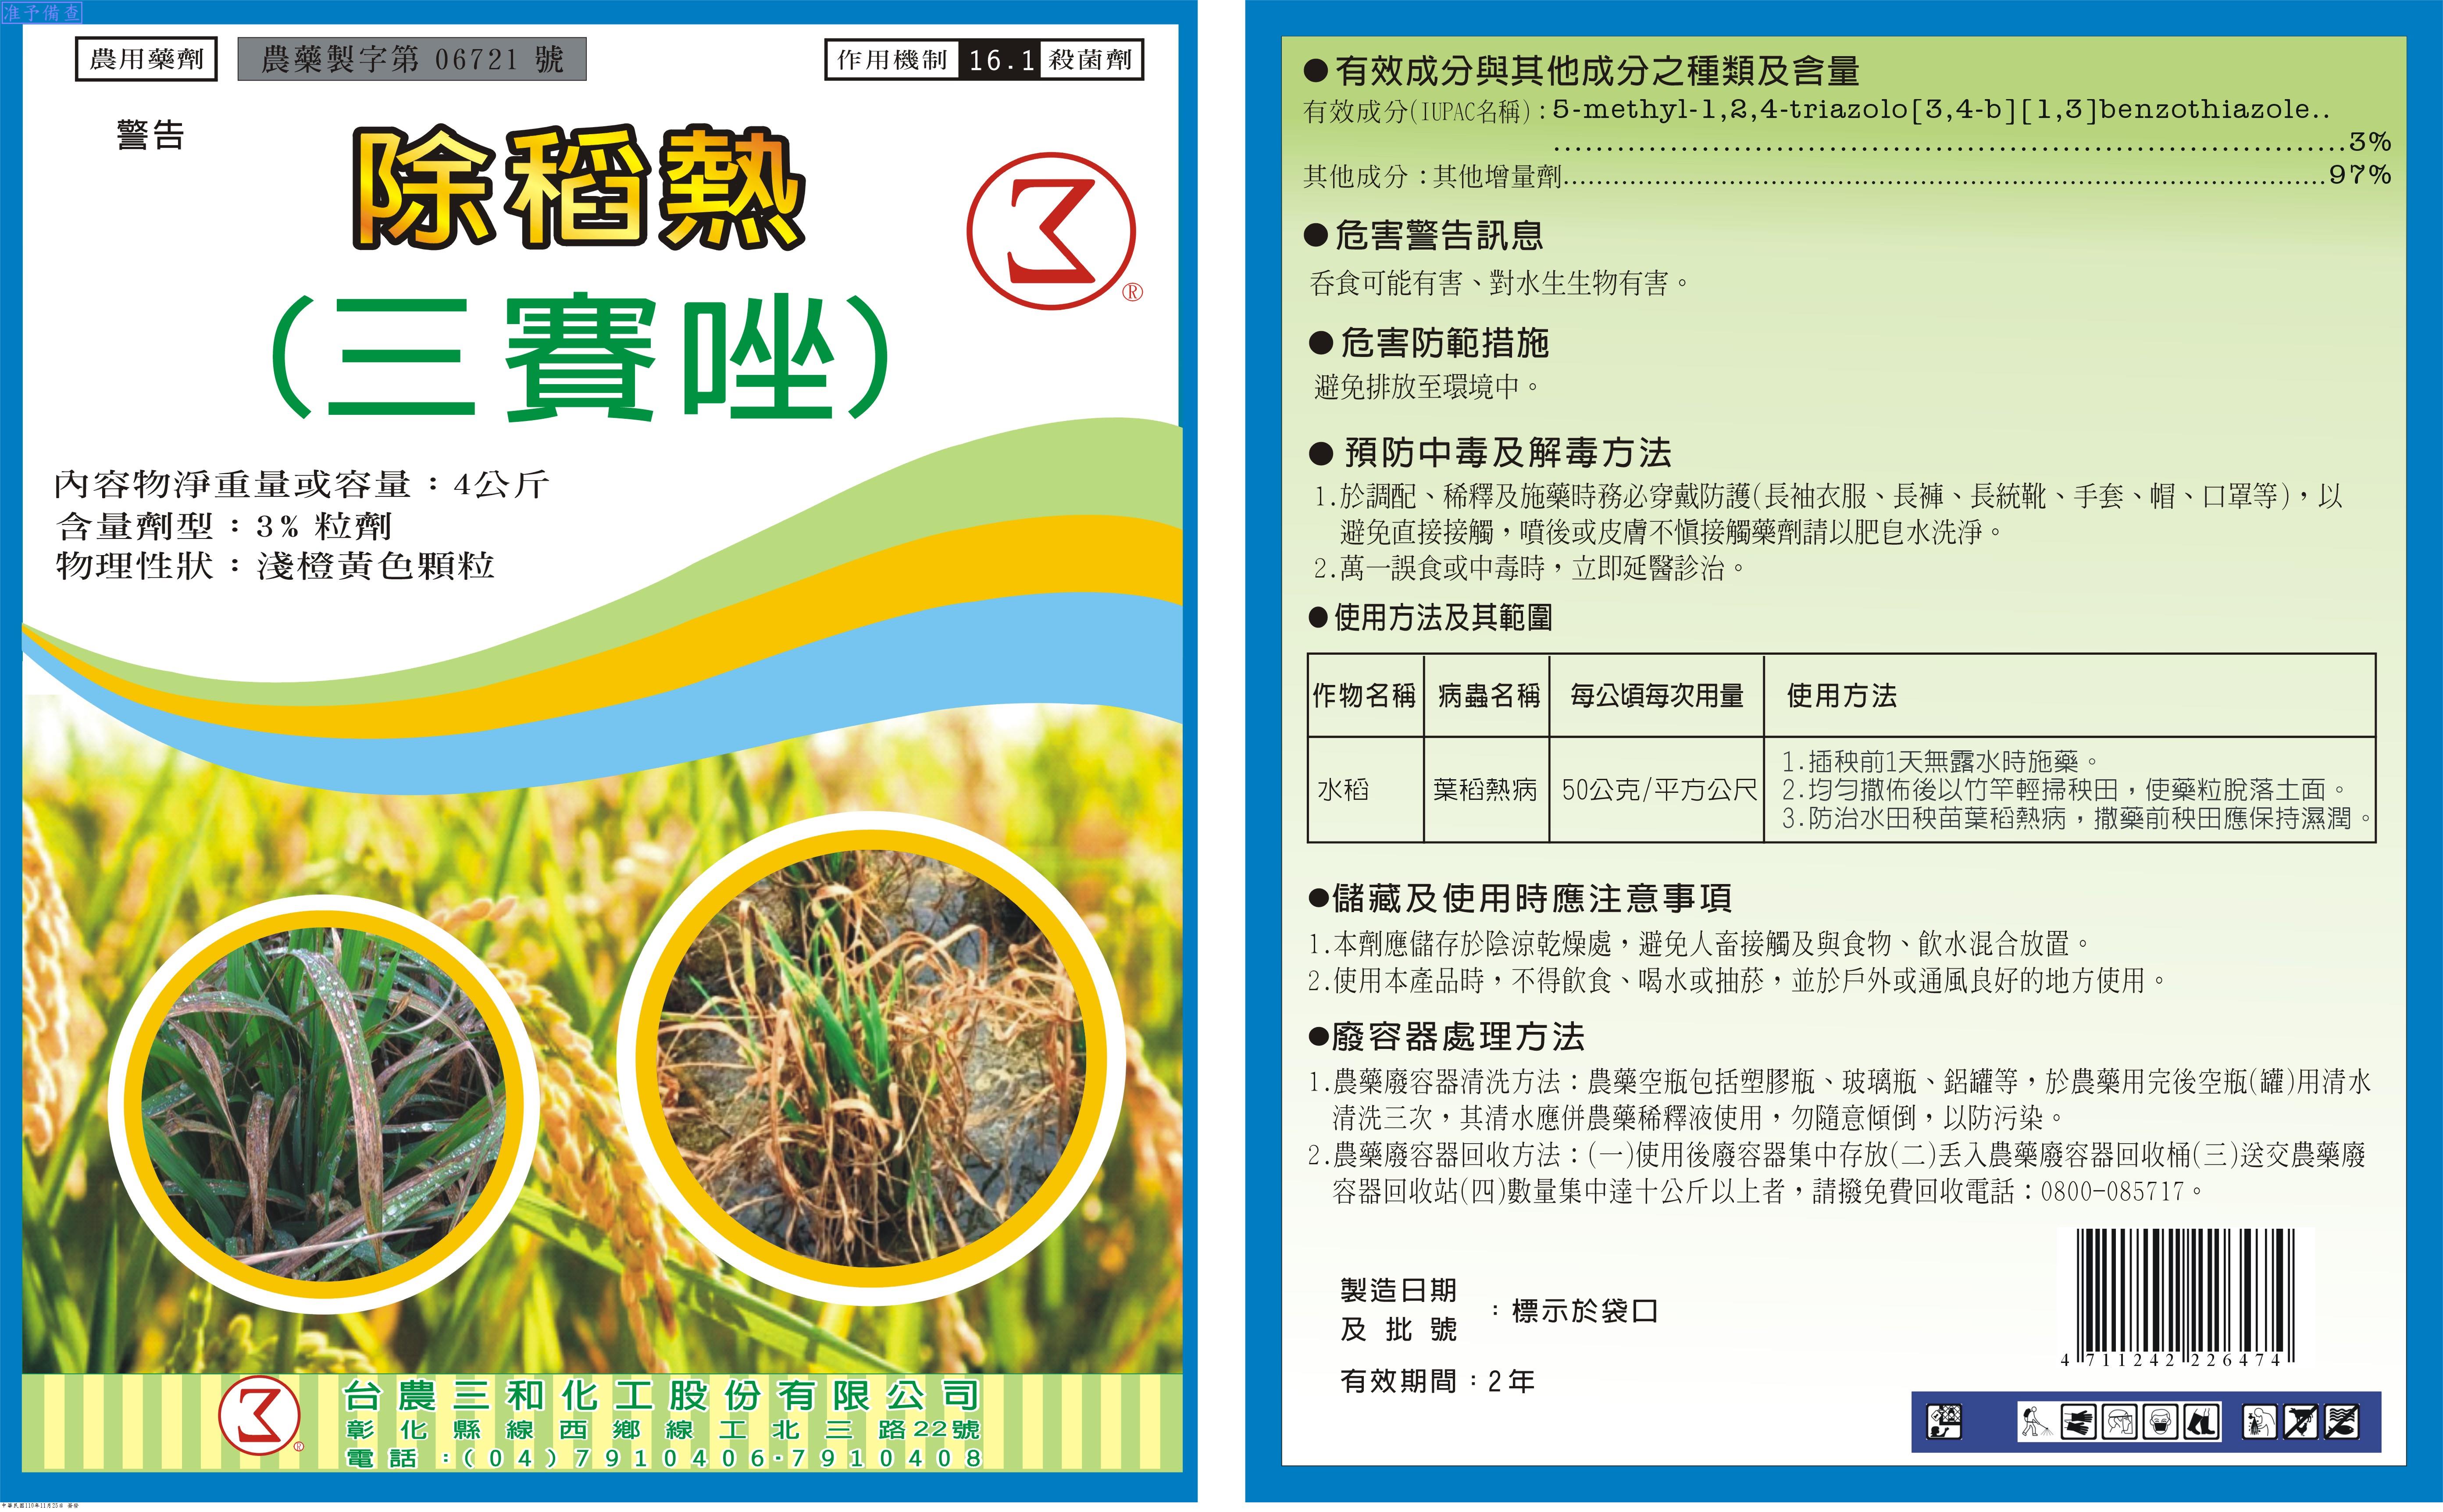 准予備查
農用藥劑
農藥製字第 06721 號
作用機制 16.1 殺菌劑
警告
除稻熱
®
(三賽唑)
內容物淨重量或容量：4公斤
含量劑型：3% 粒劑
物理性狀：淺橙黃色顆粒
®
台農三和化工股份有限公司
彰化縣線西鄉線工北三路22號
電話:(04)7910406·7910408
●有效成分與其他成分之種類及含量
有效成分(IUPAC名稱)：5-methyl-1,2,4-triazolo[3,4-b][1,3]benzothiazole..
............................................................................3%
其他成分：其他增量劑............................................................................................97%
●危害警告訊息
吞食可能有害、對水生生物有害。
●危害防範措施
避免排放至環境中。
●預防中毒及解毒方法
1.於調配、稀釋及施藥時務必穿戴防護(長袖衣服、長褲、長統靴、手套、帽、口罩等)，以
避免直接接觸，噴後或皮膚不慎接觸藥劑請以肥皂水洗淨。
2.萬一誤食或中毒時，立即延醫診治。
●使用方法及其範圍
作物名稱 病蟲名稱 每公頃每次用量 使用方法
水稻 葉稻熱病 50公克/平方公尺
1.插秧前1天無露水時施藥。
2.均勻撒佈後以竹竿輕掃秧田，使藥粒脫落土面。
3.防治水田秧苗葉稻熱病，撒藥前秧田應保持濕潤。
●儲藏及使用時應注意事項
1.本劑應儲存於陰涼乾燥處，避免人畜接觸及與食物、飲水混合放置。
2.使用本產品時，不得飲食、喝水或抽菸，並於戶外或通風良好的地方使用。
●廢容器處理方法
1.農藥廢容器清洗方法：農藥空瓶包括塑膠瓶、玻璃瓶、鋁罐等，於農藥用完後空瓶(罐)用清水
清洗三次，其清水應併農藥稀釋液使用，勿隨意傾倒，以防污染。
2.農藥廢容器回收方法：(一)使用後廢容器集中存放(二)丟入農藥廢容器回收桶(三)送交農藥廢
容器回收站(四)數量集中達十公斤以上者，請撥免費回收電話：0800-085717。
製造日期
及批號
：標示於袋口
有效期間：2年
4 711242 226474